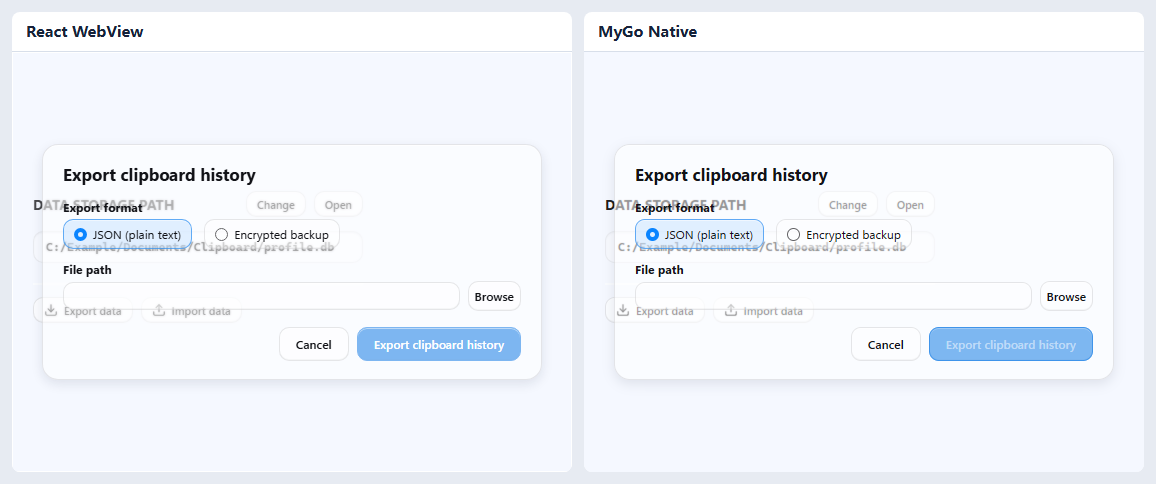 React WebView
Export clipboard history
DATA STORAGE PATH
Change
Open
Export format
JSON (plain text)
Encrypted backup
C:/Example/Documents/Clipboard/profile.db
File path
Browse
Export data
Import data
Cancel
Export clipboard history
MyGo Native
Export clipboard history
DATA STORAGE PATH
Change
Open
Export format
JSON (plain text)
Encrypted backup
C:/Example/Documents/Clipboard/profile.db
File path
Browse
Export data
Import data
Cancel
Export clipboard history